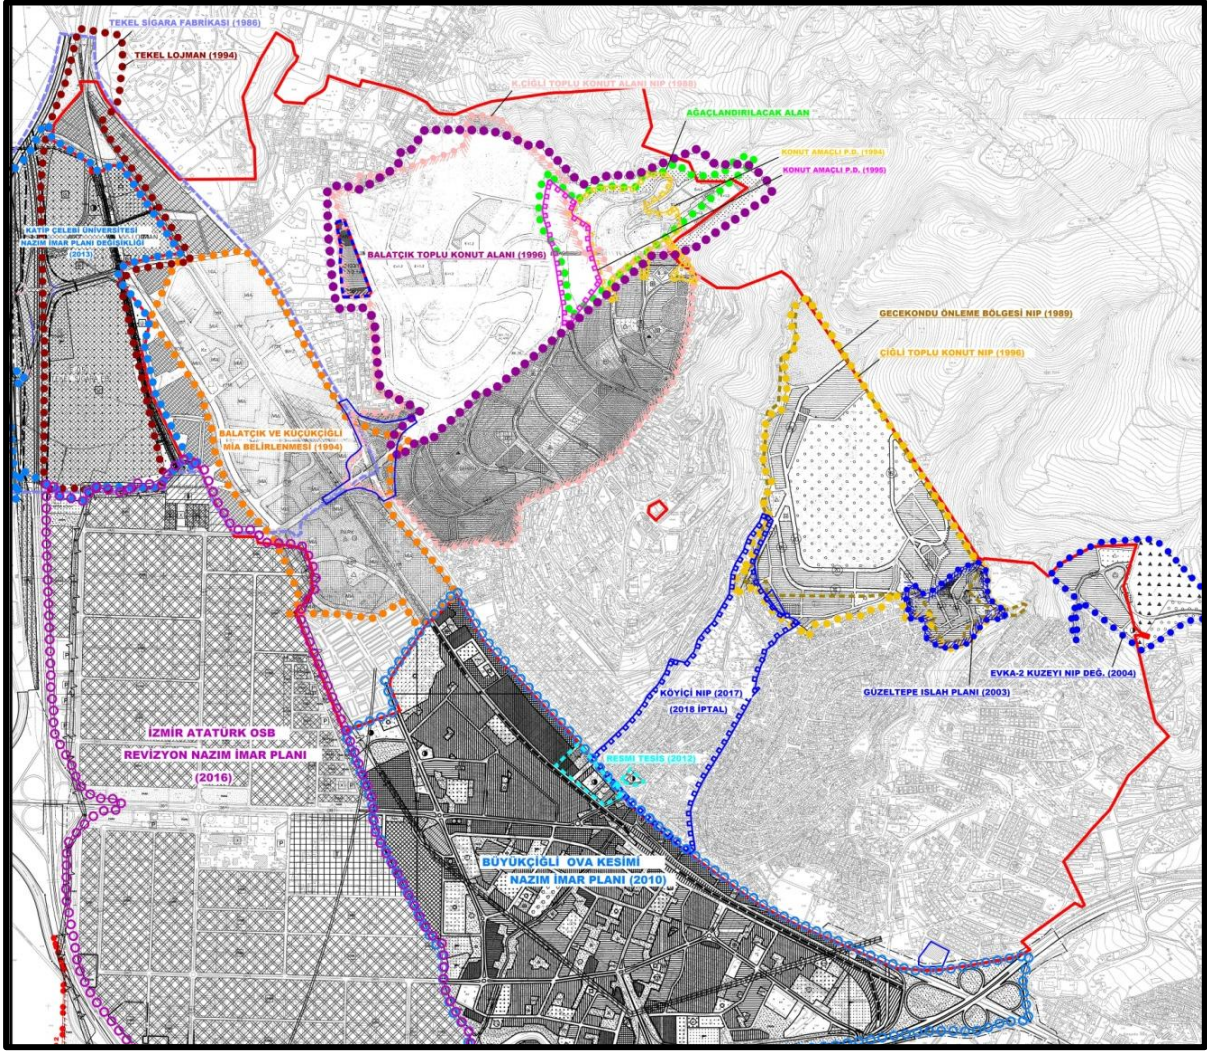 TEKEL SİGARA FABRİKASI (1986)
TEKEL LOJMAN (1994)
K.ÇİĞLİ TOPLU KONUT ALANI NIP (1988)
AĞAÇLANDIRILACAK ALAN
KONUT AMAÇLI P.D. (1994)
KONUT AMAÇLI P.D. (1995)
KATİP ÇELEBİ ÜNİVERSİTESİ
NAZIM İMAR PLANI DEĞİŞİKLİĞİ
(2013)
BALATÇIK TOPLU KONUT ALANI (1996)
GECEKONDU ÖNLEME BÖLGESİ NIP (1989)
ÇİĞLİ TOPLU KONUT NIP (1996)
BALATÇIK VE KÜÇÜKÇİĞLİ
MİA BELİRLENMESİ (1994)
EVKA-2 KUZEYI NIP DEĞ. (2004)
GÜZELTEPE ISLAH PLANI (2003)
KÖYİÇİ NIP (2017)
(2018 İPTAL)
İZMİR ATATÜRK OSB
REVİZYON NAZIM İMAR PLANI
(2016)
RESMI TESİS (2012)
BÜYÜKÇİĞLİ OVA KESİMİ
NAZIM İMAR PLANI (2010)